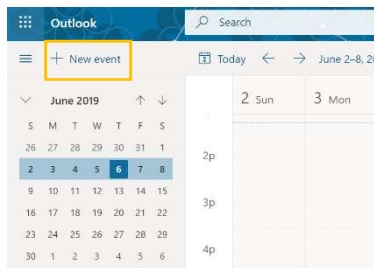 Outlook
Search
New event
Today
June 2–8, 20
June 2019
S M T W T F S
26 27 28 29 30 31 1
2 3 4 5 6 7 8
9 10 11 12 13 14 15
16 17 18 19 20 21 22
23 24 25 26 27 28 29
30 1 2 3 4 5 6
2 Sun
3 Mon
2p
3p
4p